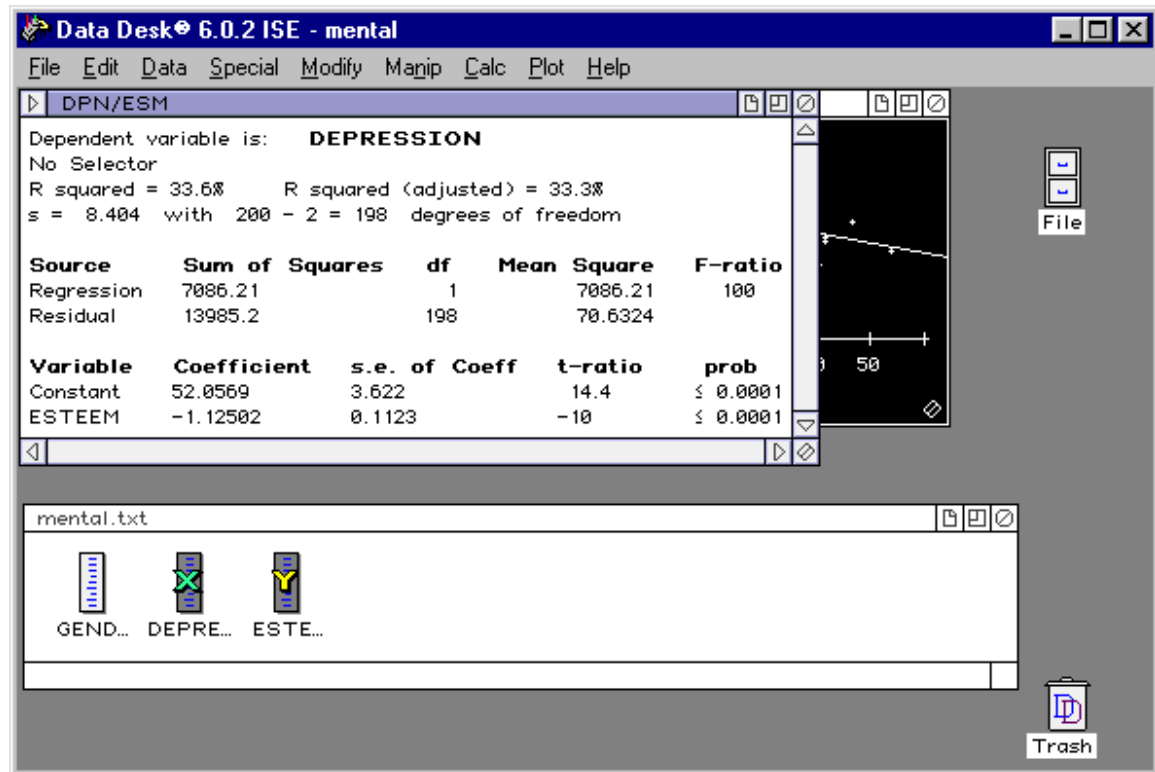 Data Desk® 6.0.2 ISE - mental
File Edit Data Special Modify Manip Calc Plot Help
DPN/ESM
Dependent variable is: DEPRESSION
No Selector
R squared = 33.6% R squared (adjusted) = 33.3%
s = 8.404 with 200 - 2 = 198 degrees of freedom
Source Sum of Squares df Mean Square F-ratio
Regression 7086.21 1 7086.21 100
Residual 13985.2 198 70.6324
Variable Coefficient s.e. of Coeff t-ratio prob
Constant 52.0569 3.622 14.4 ≤ 0.0001
ESTEEM -1.12502 0.1123 -10 ≤ 0.0001
50
File
mental.txt
X Y
GEND… DEPRE… ESTE…
DD
Trash